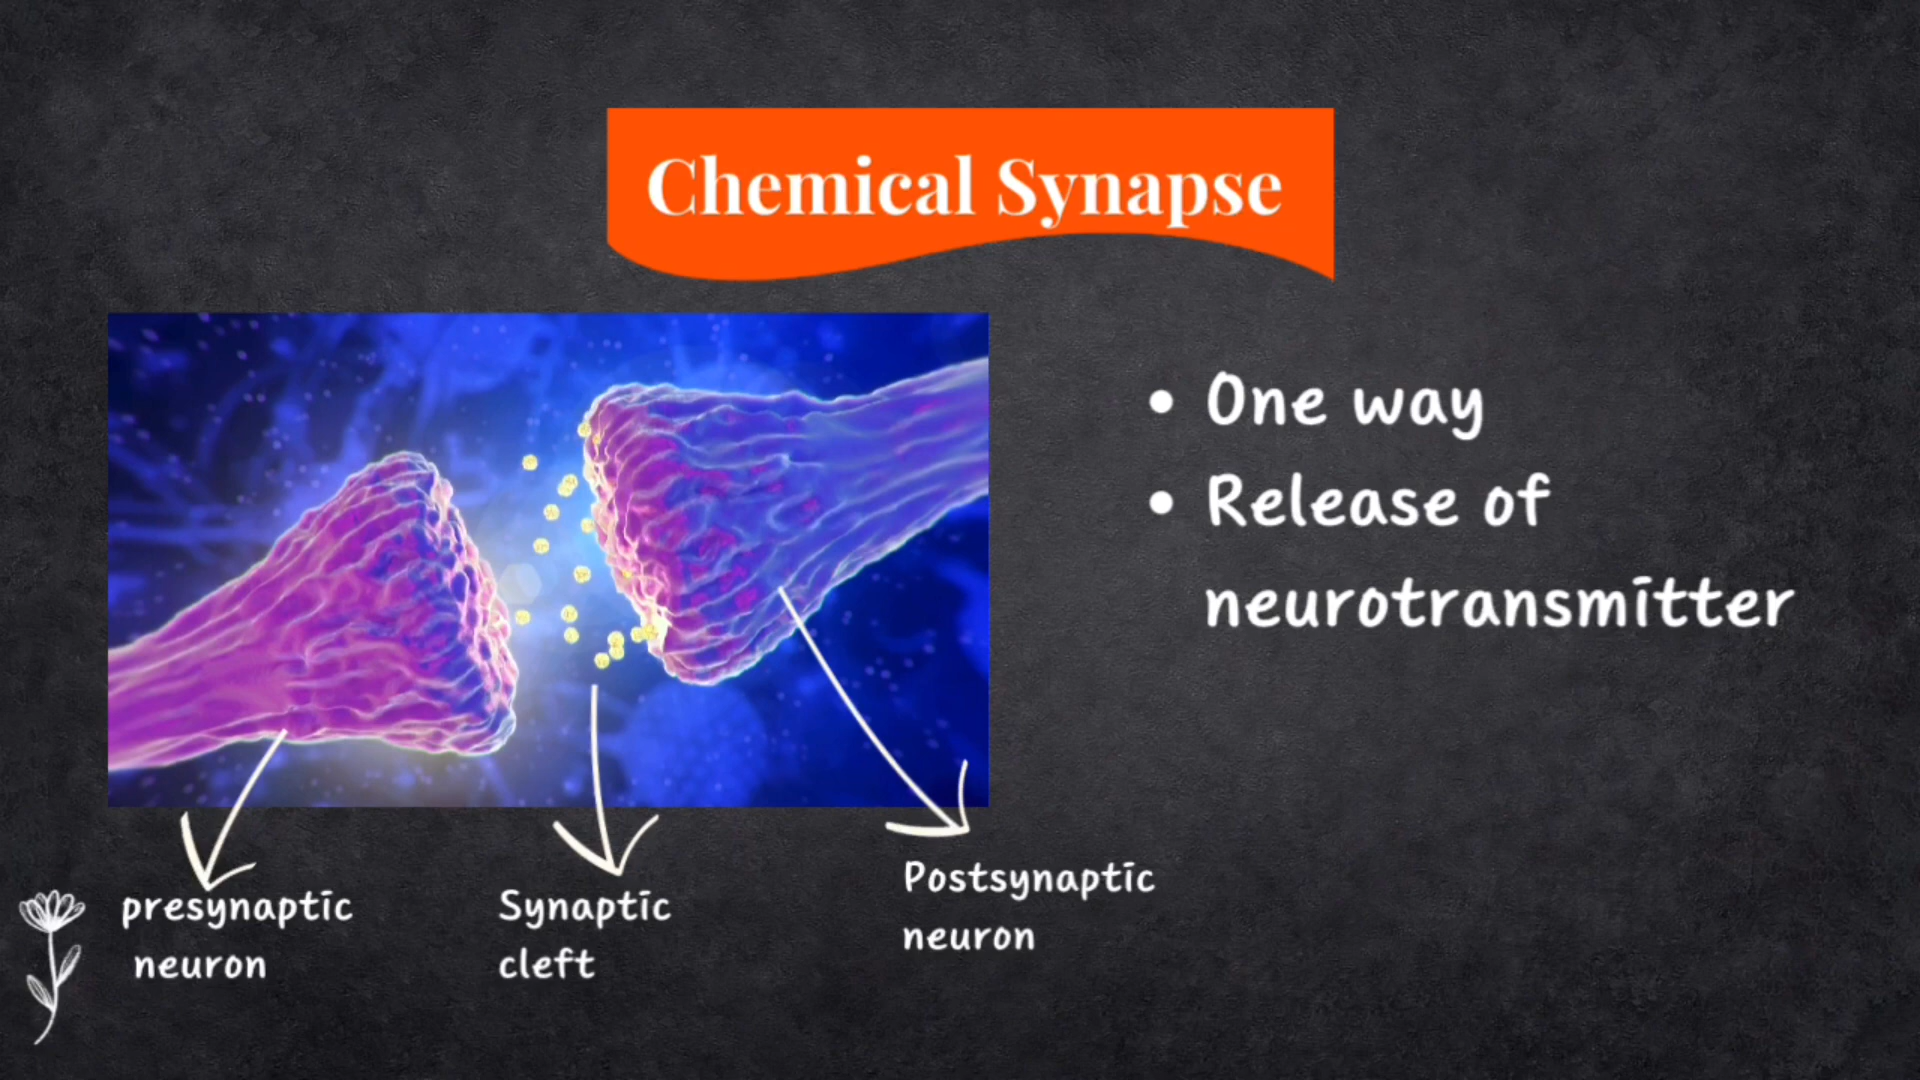 Chemical Synapse
• One way
• Release of
neurotransmitter
presynaptic
neuron
Synaptic
cleft
Postsynaptic
neuron